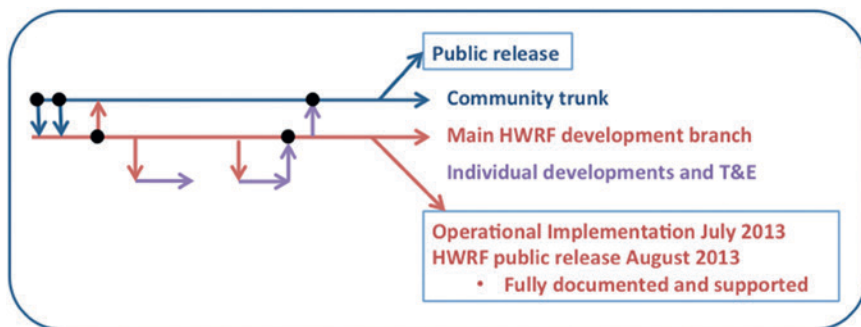 Public release
Community trunk
Main HWRF development branch
Individual developments and T&E
Operational Implementation July 2013
HWRF public release August 2013
• Fully documented and supported